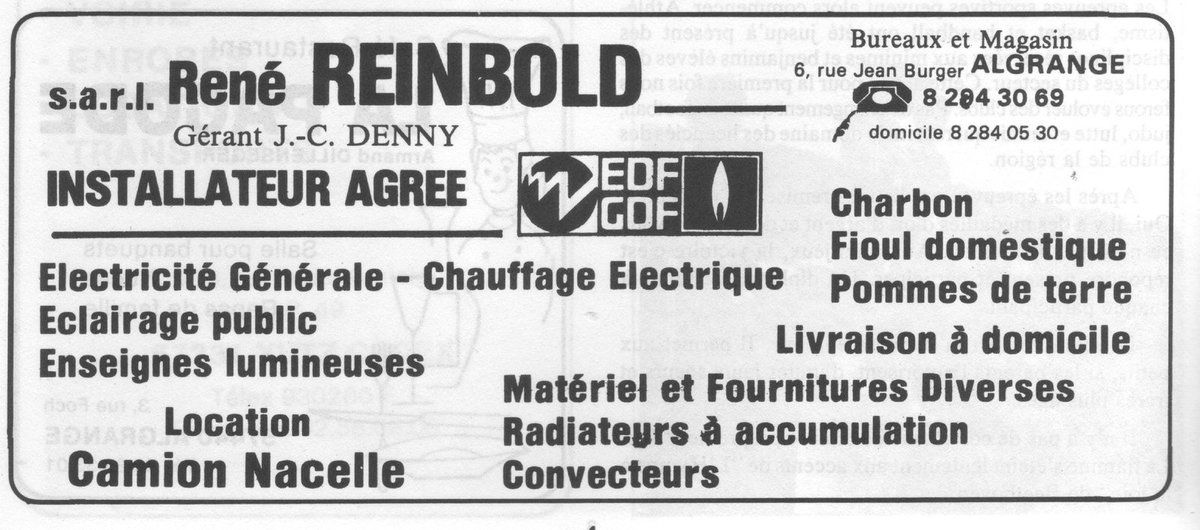 s.a.r.l. René REINBOLD
Gérant J.-C. DENNY
INSTALLATEUR AGREE
EDF
GDF
Bureaux et Magasin
6, rue Jean Burger ALGRANGE
8 284 30 69
domicile 8 284 05 30
Charbon
Fioul doméstique
Pommes de terre
Livraison à domicile
Electricité Générale - Chauffage Electrique
Eclairage public
Enseignes lumineuses
Location
Camion Nacelle
Matériel et Fournitures Diverses
Radiateurs à accumulation
Convecteurs